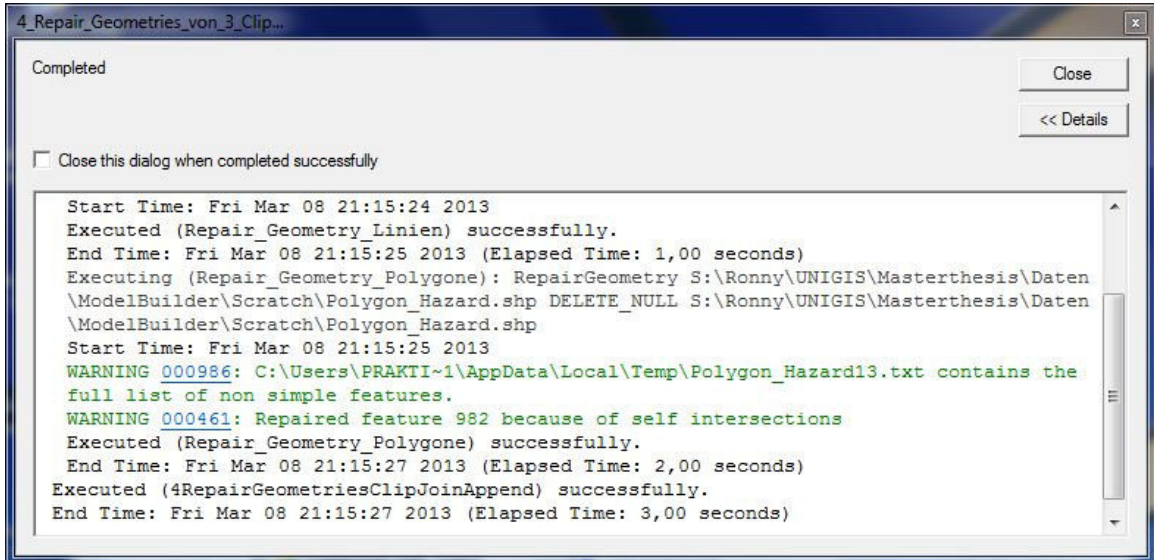 4_Repair_Geometries_von_3_Clip...
Completed
Close
<< Details
Close this dialog when completed successfully
Start Time: Fri Mar 08 21:15:24 2013
Executed (Repair_Geometry_Linien) successfully.
End Time: Fri Mar 08 21:15:25 2013 (Elapsed Time: 1,00 seconds)
Executing (Repair_Geometry_Polygone): RepairGeometry S:\Ronny\UNIGIS\Masterthesis\Daten
\ModelBuilder\Scratch\Polygon_Hazard.shp DELETE_NULL S:\Ronny\UNIGIS\Masterthesis\Daten
\ModelBuilder\Scratch\Polygon_Hazard.shp
Start Time: Fri Mar 08 21:15:25 2013
WARNING 000986: C:\Users\PRAKTI~1\AppData\Local\Temp\Polygon_Hazard13.txt contains the
full list of non simple features.
WARNING 000461: Repaired feature 982 because of self intersections
Executed (Repair_Geometry_Polygone) successfully.
End Time: Fri Mar 08 21:15:27 2013 (Elapsed Time: 2,00 seconds)
Executed (4RepairGeometriesClipJoinAppend) successfully.
End Time: Fri Mar 08 21:15:27 2013 (Elapsed Time: 3,00 seconds)